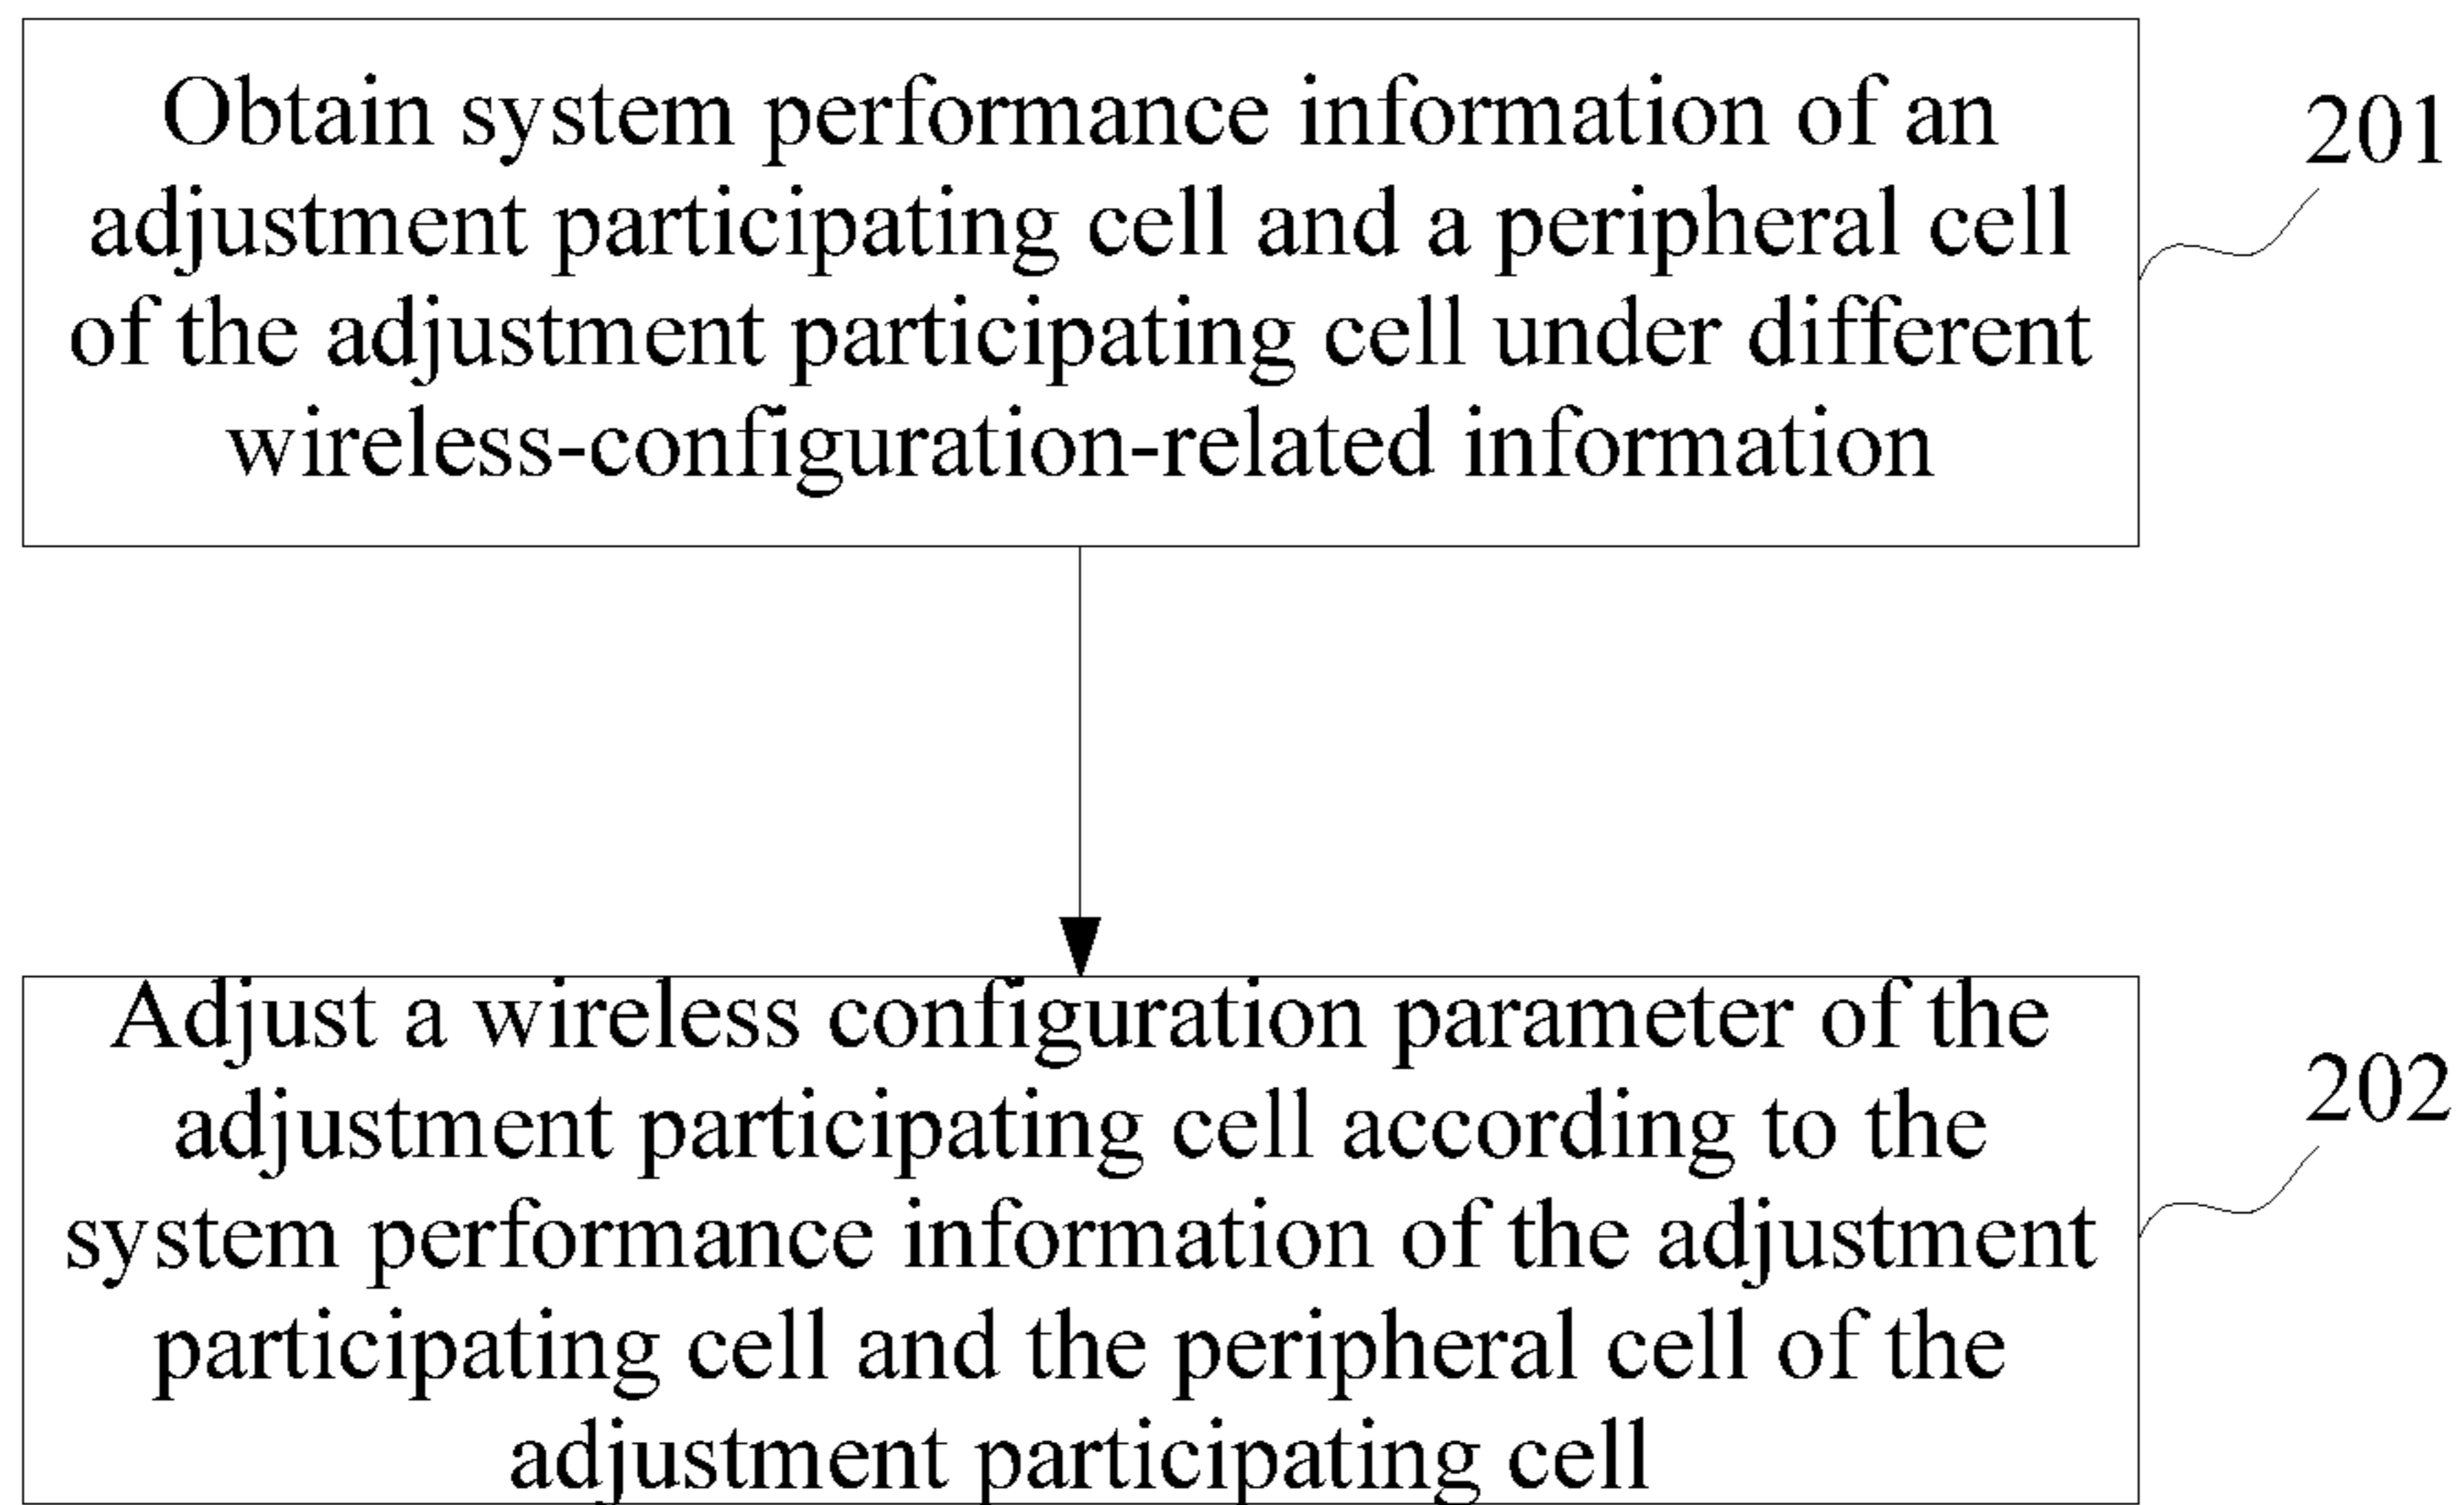 Obtain system performance information of an
adjustment participating cell and a peripheral cell
of the adjustment participating cell under different
wireless-configuration-related information
201
Adjust a wireless configuration parameter of the
adjustment participating cell according to the
system performance information of the adjustment
participating cell and the peripheral cell of the
adjustment participating cell
202